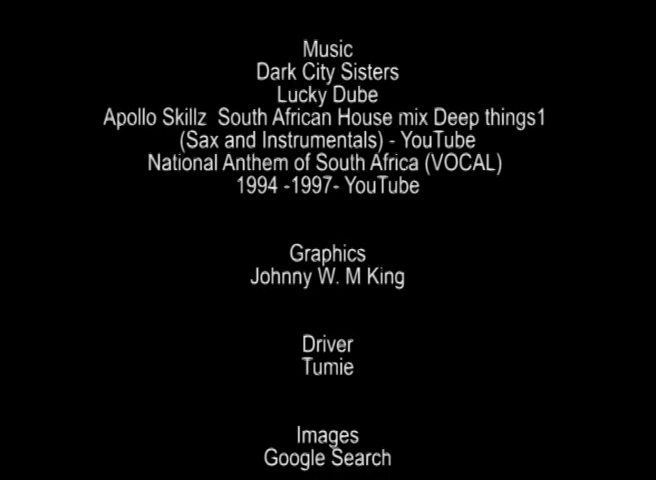 Music
Dark City Sisters
Lucky Dube
Apollo Skillz  South African House mix Deep things1
(Sax and Instrumentals) - YouTube
National Anthem of South Africa (VOCAL)
1994 -1997- YouTube
Graphics
Johnny W. M King
Driver
Tumie
Images
Google Search